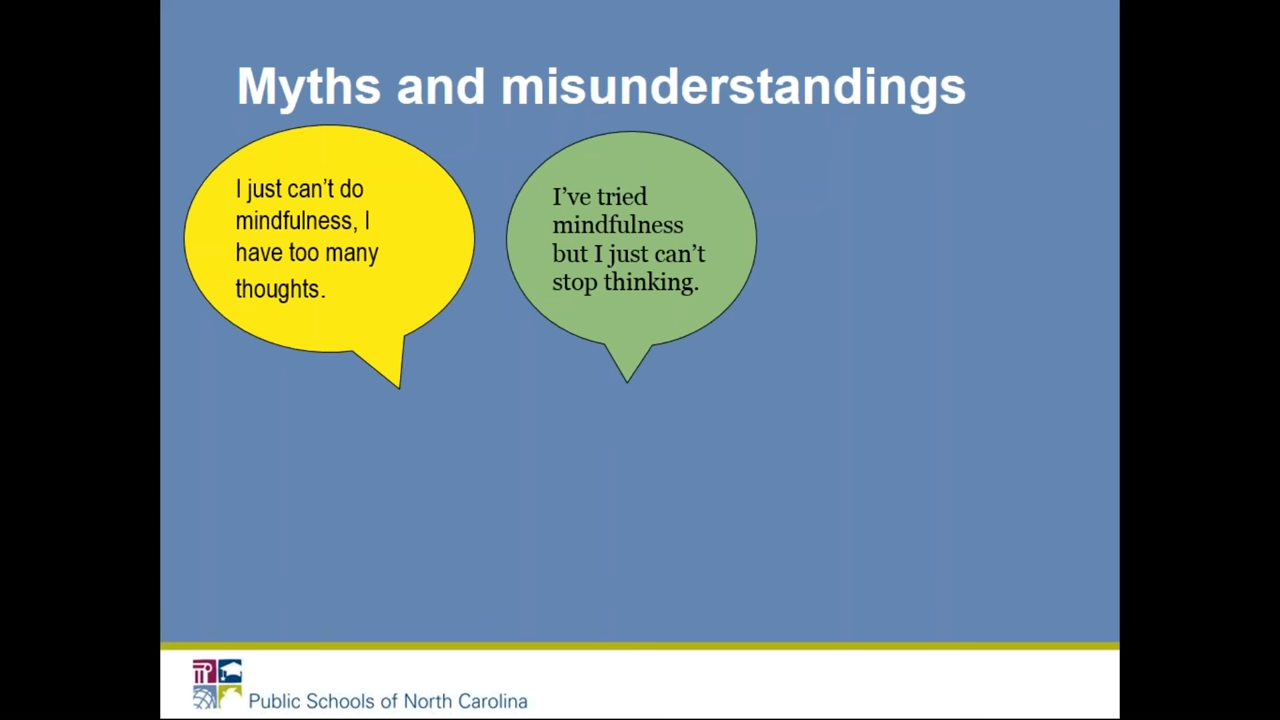 Myths and misunderstandings
I just can’t do
mindfulness, I
have too many
thoughts.
I’ve tried
mindfulness
but I just can’t
stop thinking.
Public Schools of North Carolina